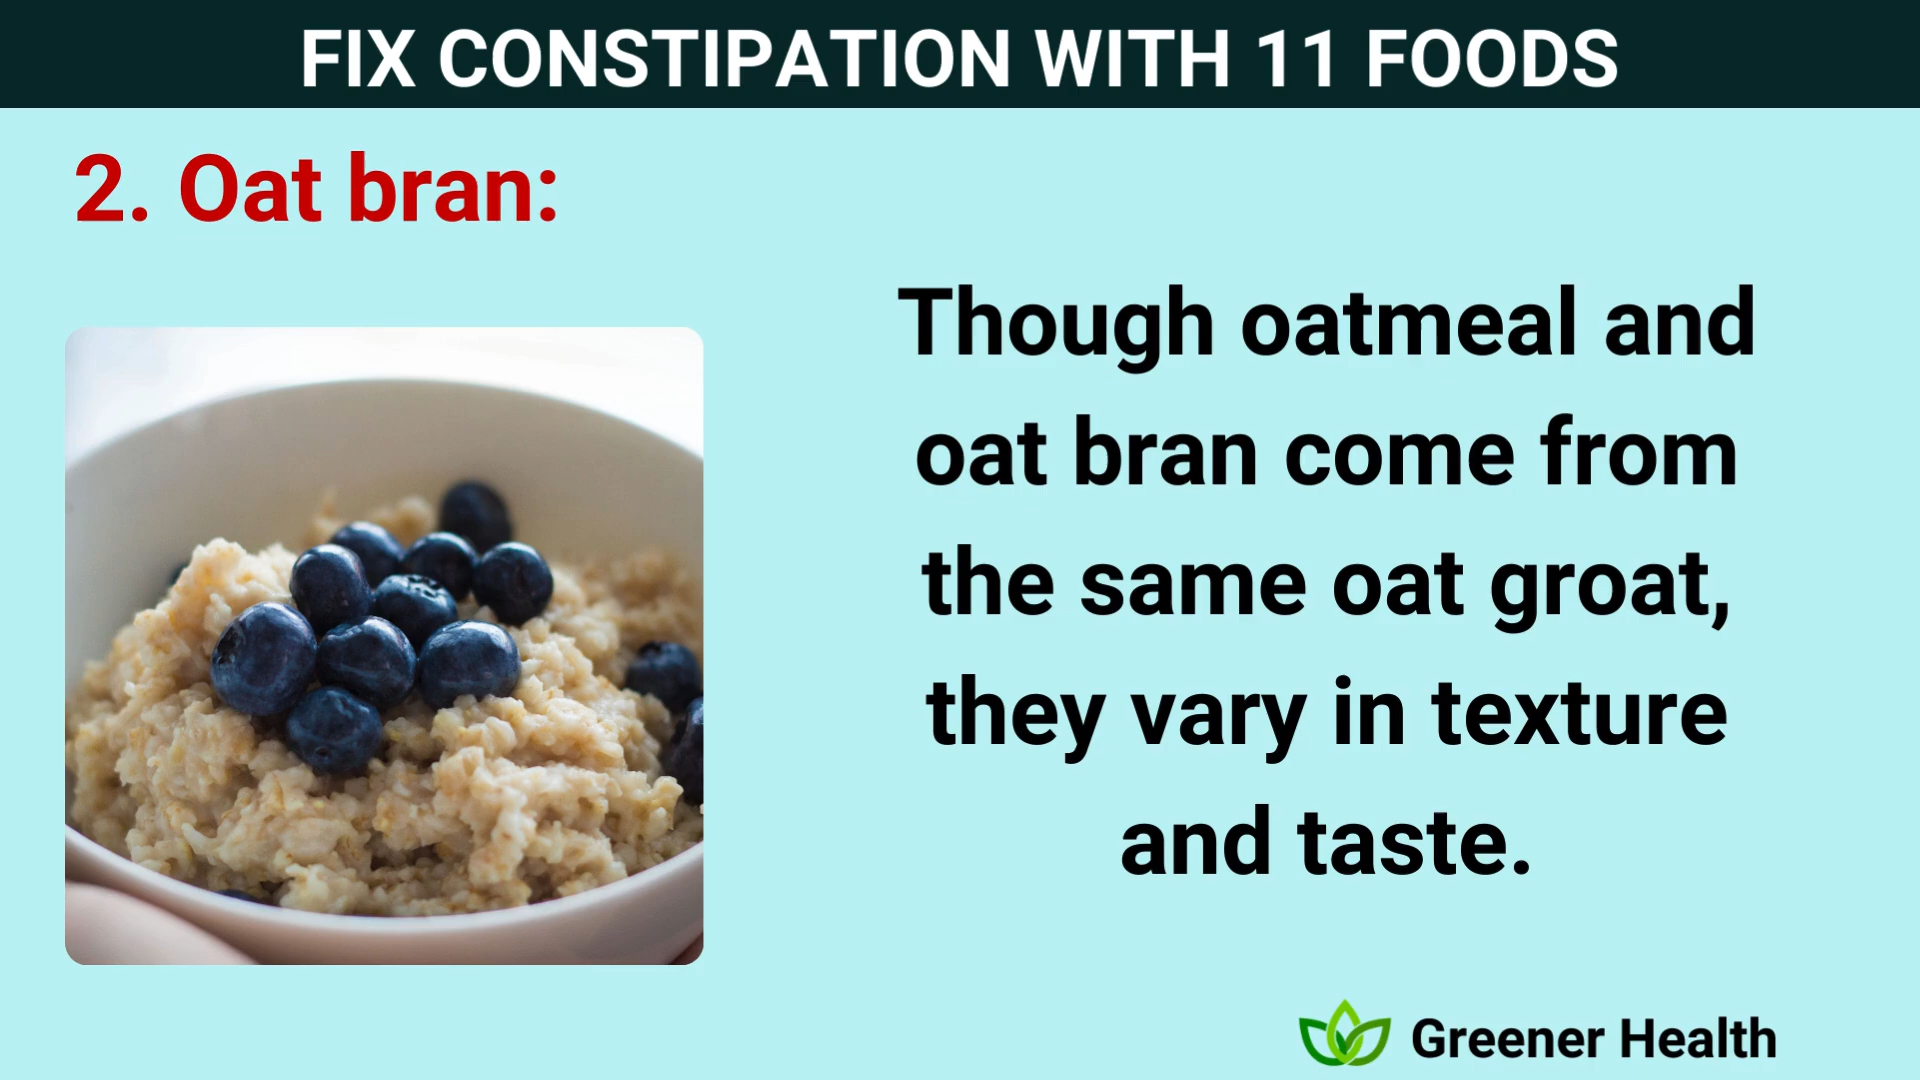 FIX CONSTIPATION WITH 11 FOODS
2. Oat bran:
Though oatmeal and
oat bran come from
the same oat groat,
they vary in texture
and taste.
Greener Health